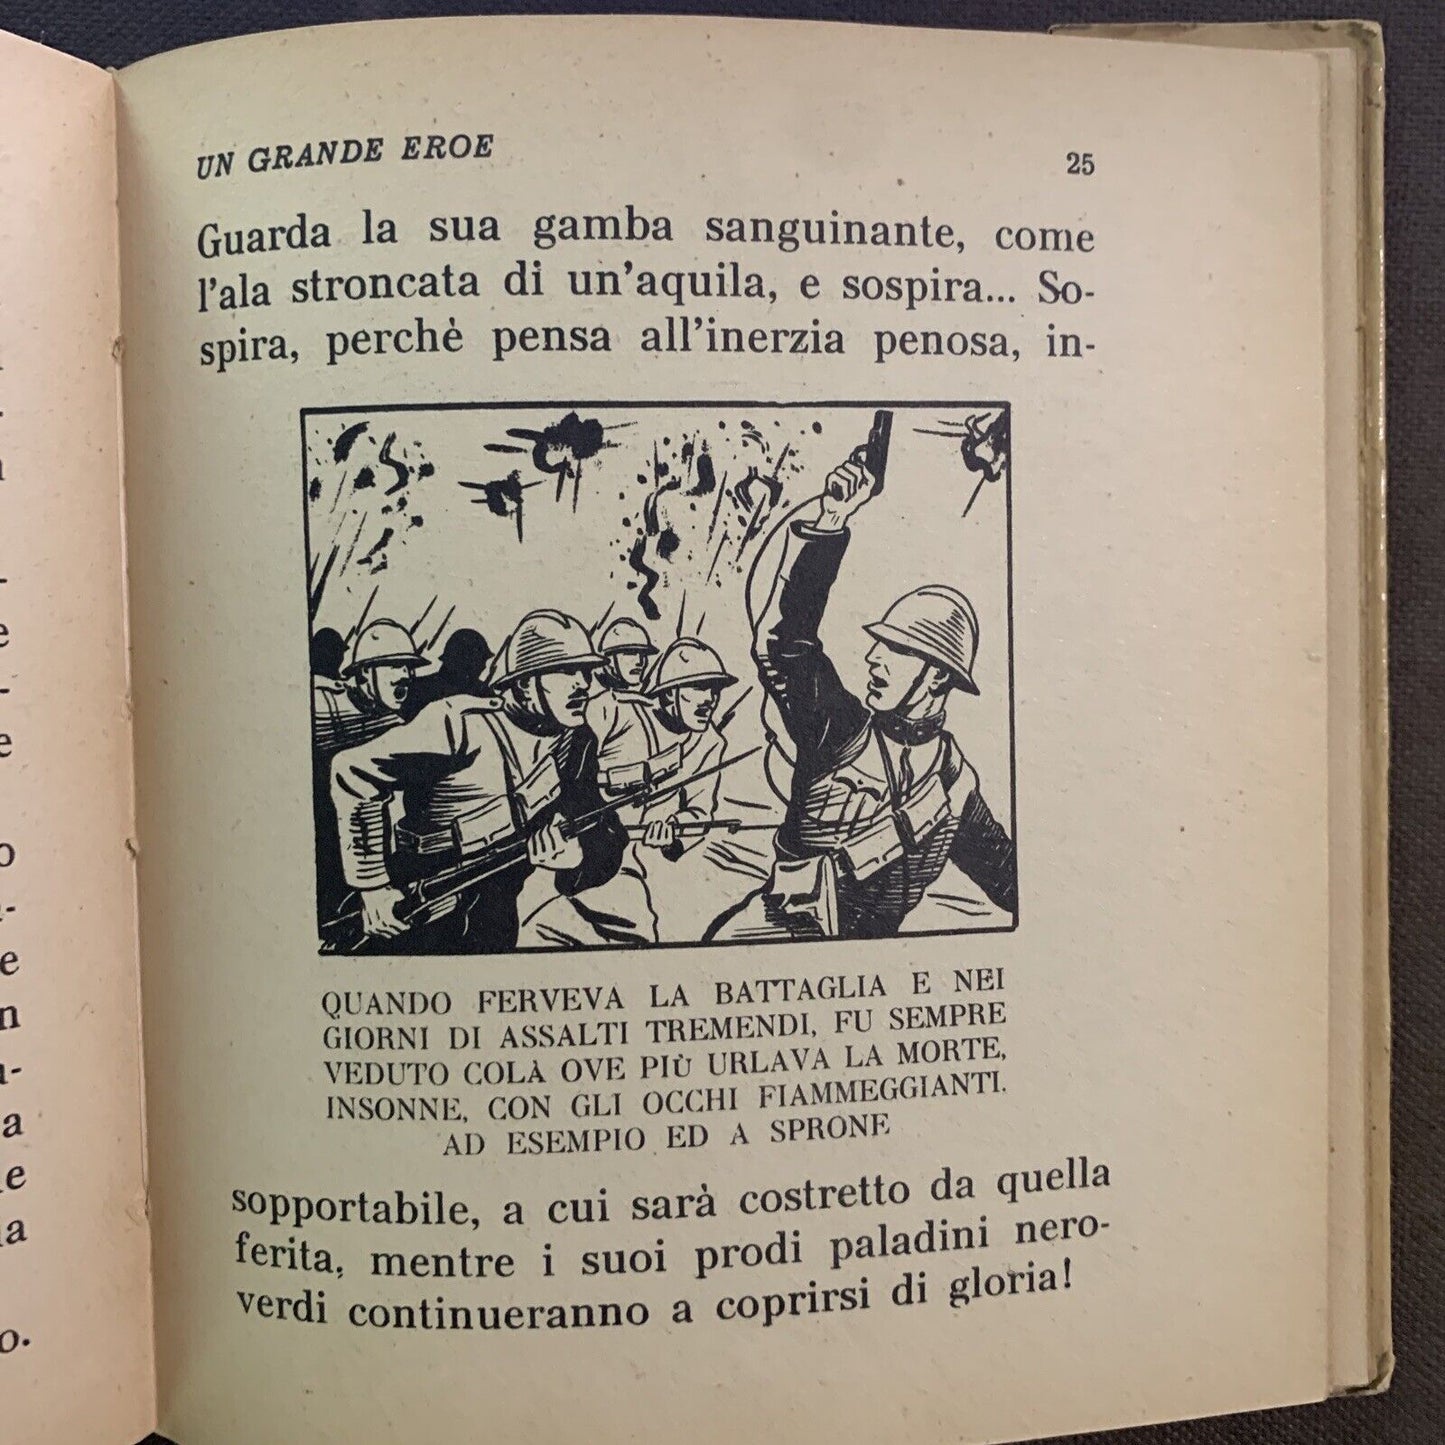 UN GRANDE EROE
25
Guarda la sua gamba sanguinante, come
l'ala stroncata di un'aquila, e sospira... So-
spira, perchè pensa all'inerzia penosa, in-
QUANDO FERVEVA LA BATTAGLIA E NEI
GIORNI DI ASSALTI TREMENDI, FU SEMPRE
VEDUTO COLÀ OVE PIÙ URLAVA LA MORTE,
INSONNE, CON GLI OCCHI FIAMMEGGIANTI.
AD ESEMPIO ED A SPRONE
sopportabile, a cui sarà costretto da quella
ferita, mentre i suoi prodi paladini nero-
verdi continueranno a coprirsi di gloria!